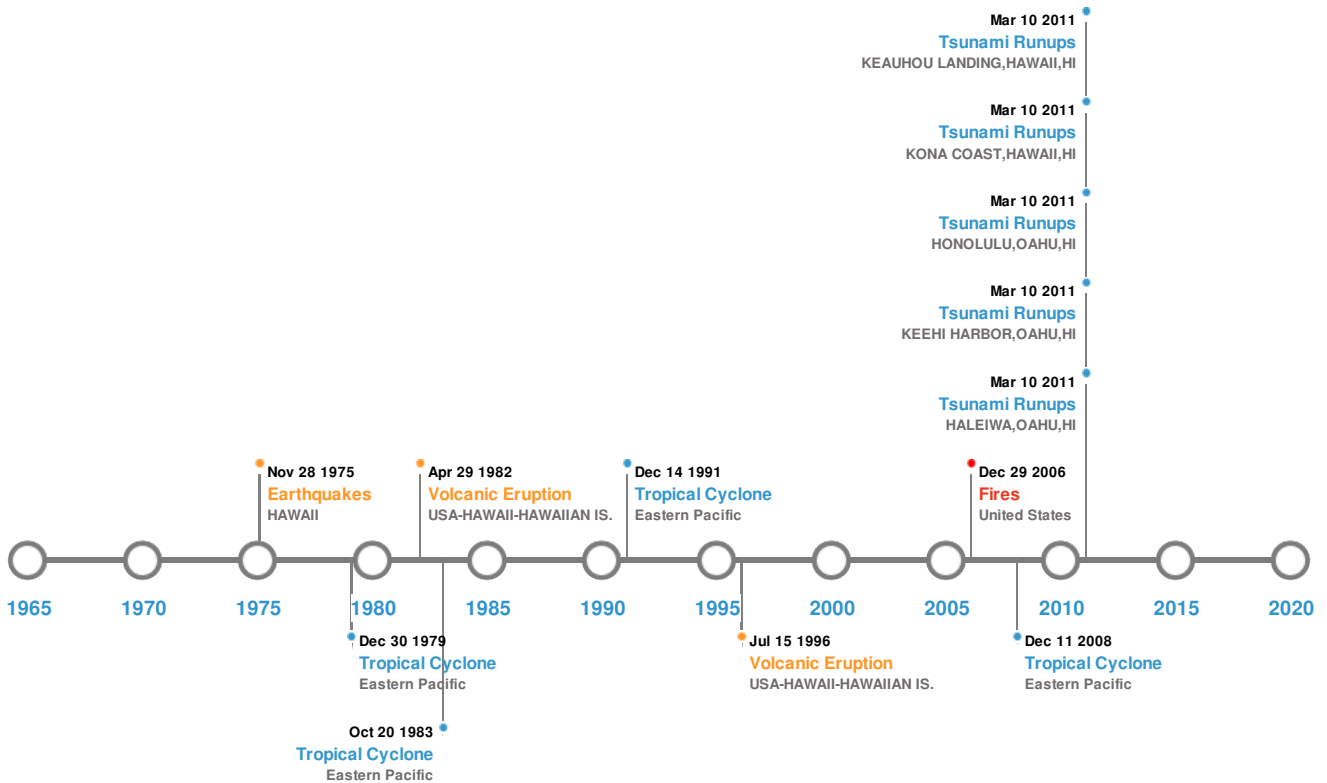 Mar 10 2011
Tsunami Runups
KEAUHOU LANDING,HAWAII,HI
Mar 10 2011
Tsunami Runups
KONA COAST,HAWAII,HI
Mar 10 2011
Tsunami Runups
HONOLULU,OAHU,HI
Mar 10 2011
Tsunami Runups
KEEHI HARBOR,OAHU,HI
Mar 10 2011
Tsunami Runups
HALEIWA,OAHU,HI
Nov 28 1975
Earthquakes
HAWAII
Apr 29 1982
Volcanic Eruption
USA-HAWAII-HAWAIIAN IS.
Dec 14 1991
Tropical Cyclone
Eastern Pacific
Dec 29 2006
Fires
United States
1965 1970 1975 1980 1985 1990 1995 2000 2005 2010 2015 2020
Dec 30 1979
Tropical Cyclone
Eastern Pacific
Jul 15 1996
Volcanic Eruption
USA-HAWAII-HAWAIIAN IS.
Dec 11 2008
Tropical Cyclone
Eastern Pacific
Oct 20 1983
Tropical Cyclone
Eastern Pacific